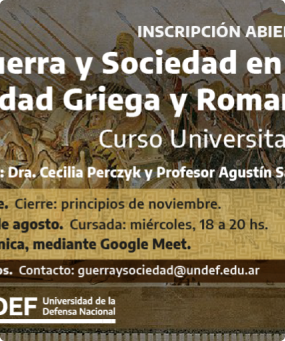 INSCRIPCIÓN ABIER
uerra y Sociedad en
dad Griega y Roman
Curso Universita
: Dra. Cecilia Perczyk y Profesor Agustín Sa
e. Cierre: principios de noviembre.
de agosto. Cursada: miércoles, 18 a 20 hs.
nica, mediante Google Meet.
os. Contacto: guerraysociedad@undef.edu.ar
DEF Universidad de la
Defensa Nacional